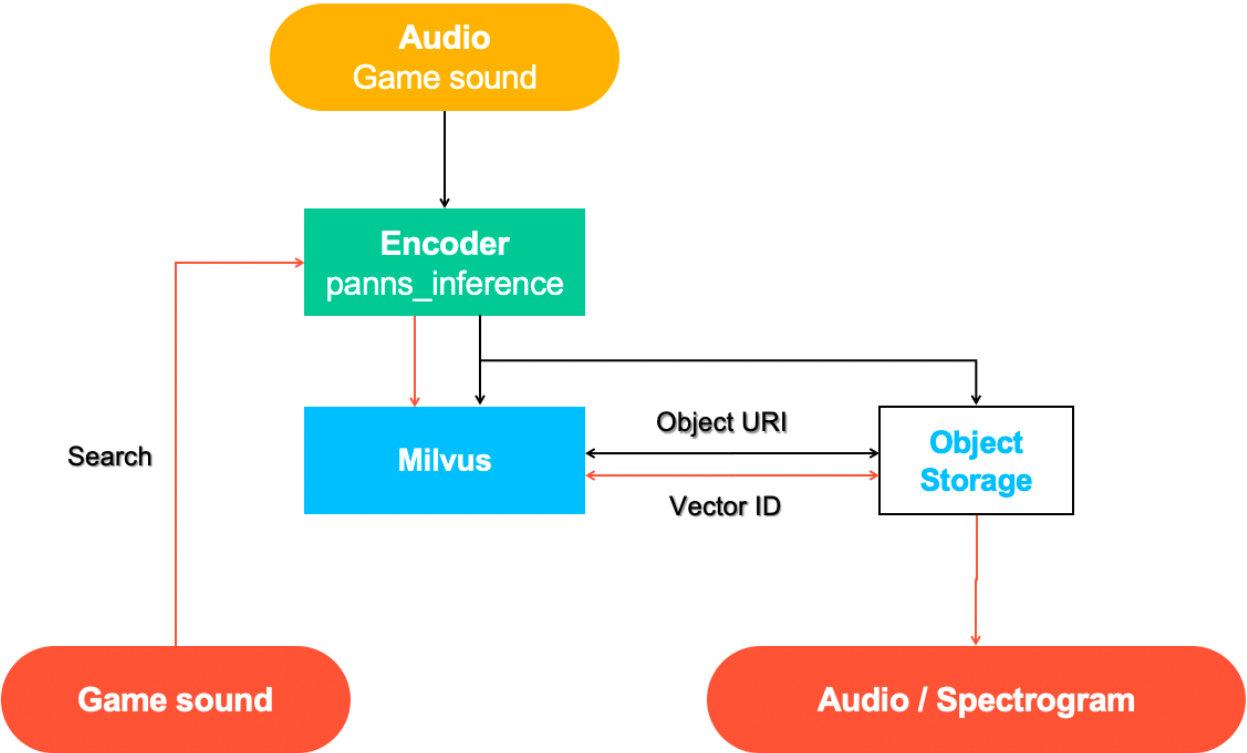 Audio
Game sound
Encoder
panns_inference
Search
Milvus
Object URI
Vector ID
Object
Storage
Game sound
Audio / Spectrogram